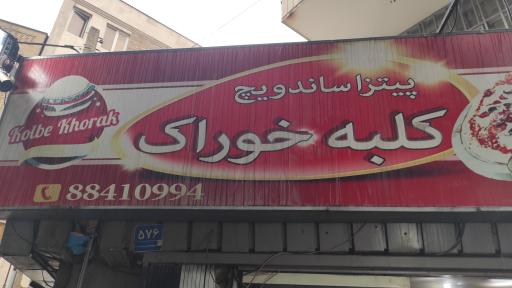 پیتزا ساندویچ
کلبه خوراک
Kolbe Khorak
88410994
۵۷۶